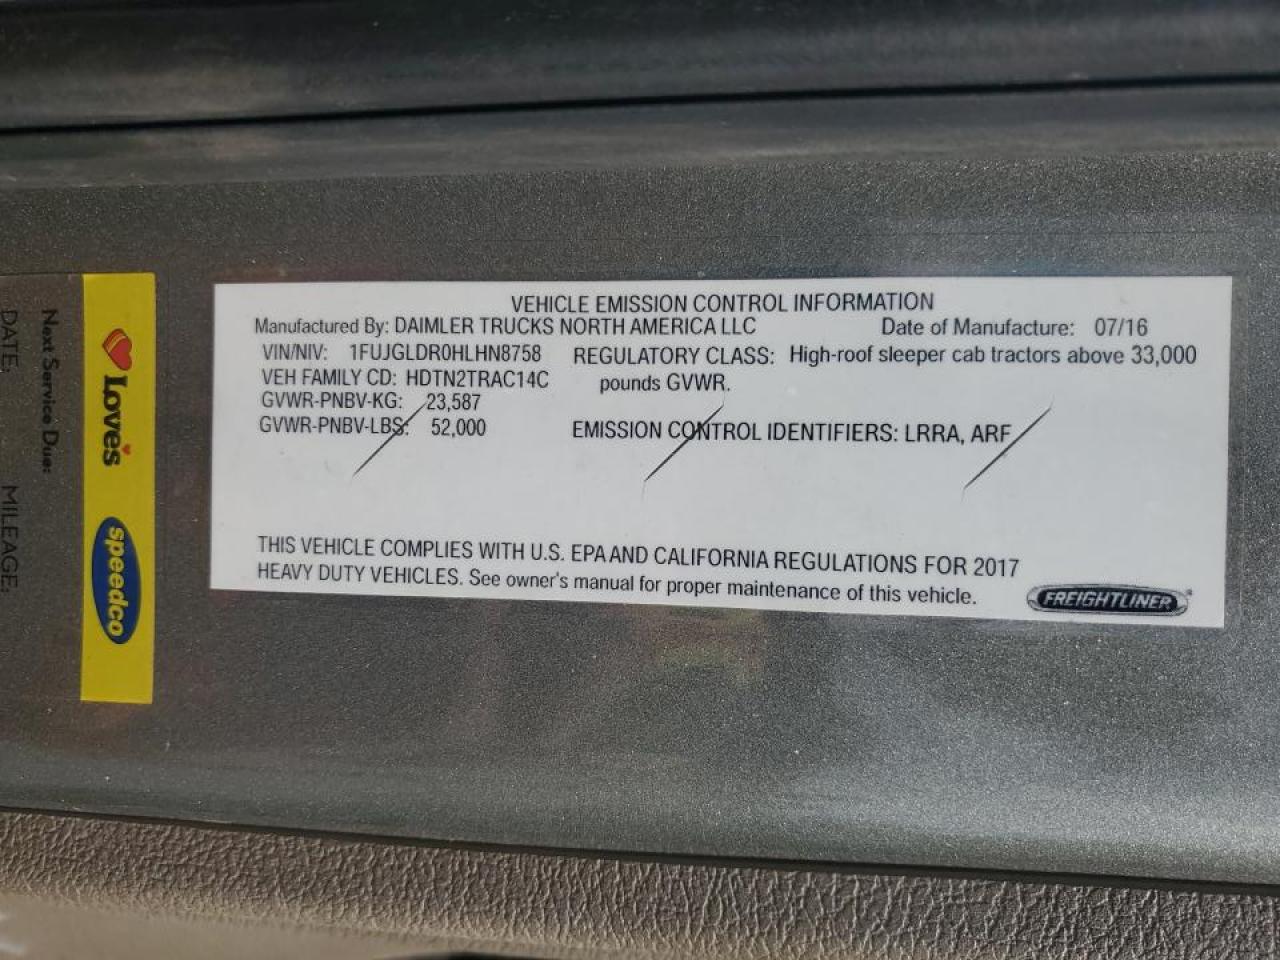 VEHICLE EMISSION CONTROL INFORMATION
Manufactured By: DAIMLER TRUCKS NORTH AMERICA LLC Date of Manufacture: 07/16
VIN/NIV: 1FUJGLDR0HLHN8758 REGULATORY CLASS: High-roof sleeper cab tractors above 33,000
VEH FAMILY CD: HDTN2TRAC14C pounds GVWR.
GVWR-PNBV-KG: 23,587
GVWR-PNBV-LBS: 52,000 EMISSION CONTROL IDENTIFIERS: LRRA, ARF
THIS VEHICLE COMPLIES WITH U.S. EPA AND CALIFORNIA REGULATIONS FOR 2017
HEAVY DUTY VEHICLES. See owner's manual for proper maintenance of this vehicle.
FREIGHTLINER
Love's speedco
Next Service Due:
DATE: MILEAGE: